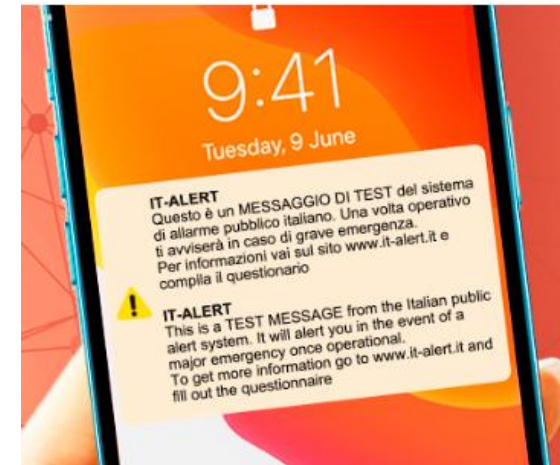 9:41
Tuesday, 9 June
IT-ALERT
Questo è un MESSAGGIO DI TEST del sistema
di allarme pubblico italiano. Una volta operativo
ti avviserà in caso di grave emergenza.
Per informazioni vai sul sito www.it-alert.it e
compila il questionario
IT-ALERT
This is a TEST MESSAGE from the Italian public
alert system. It will alert you in the event of a
major emergency once operational.
To get more information go to www.it-alert.it and
fill out the questionnaire